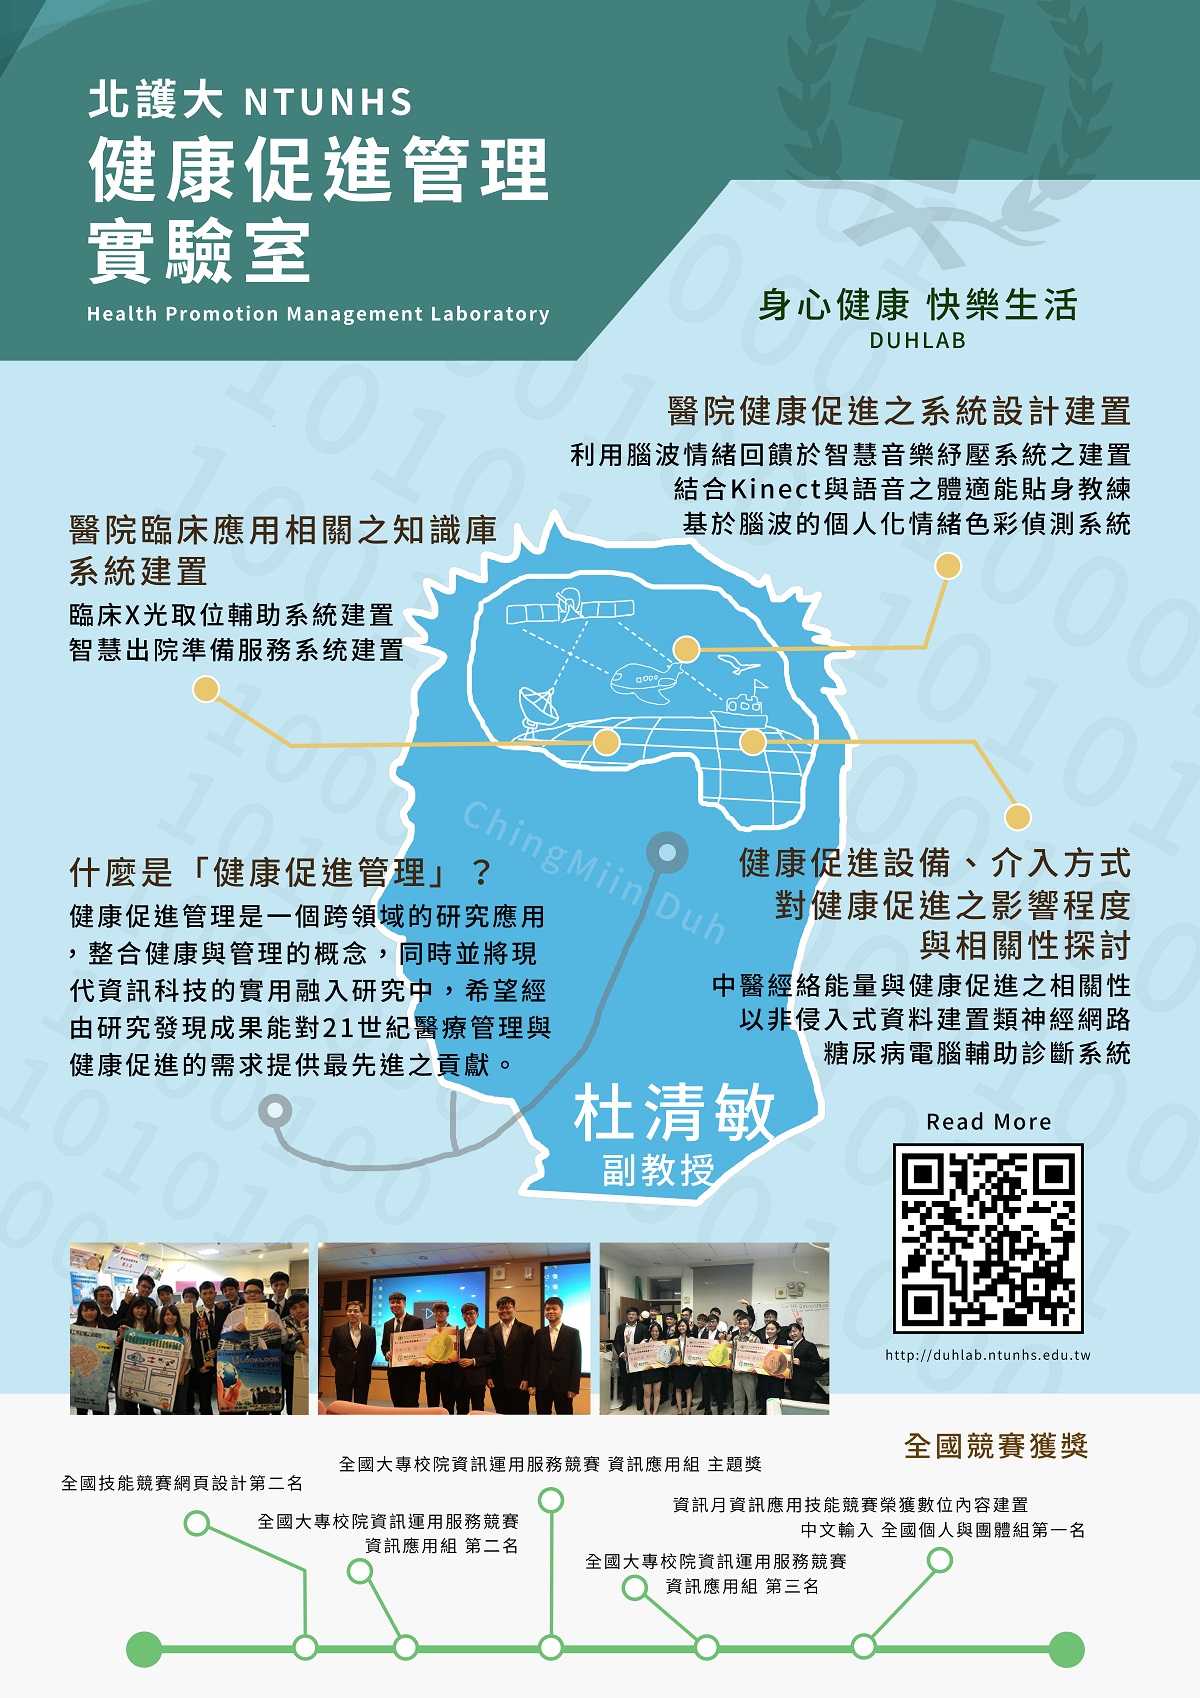 北護大 NTUNHS
健康促進管理
實驗室
Health Promotion Management Laboratory
身心健康 快樂生活
DUHLAB
醫院健康促進之系統設計建置
利用腦波情緒回饋於智慧音樂紓壓系統之建置
結合Kinect與語音之體適能貼身教練
基於腦波的個人化情緒色彩偵測系統
醫院臨床應用相關之知識庫
系統建置
臨床X光取位輔助系統建置
智慧出院準備服務系统建置
ChingMiin Duh
什麼是「健康促進管理」？
健康促進管理是一個跨領域的研究應用
，整合健康與管理的概念，同時並將現
代資訊科技的實用融入研究中，希望經
由研究發現成果能對21世紀醫療管理與
健康促進的需求提供最先進之貢獻。
健康促進設備、介入方式
對健康促進之影響程度
與相關性探討
中醫經絡能量與健康促進之相關性
以非侵入式資料建置類神經網路
糖尿病電腦輔助診斷系統
杜清敏
副教授
Read More
http://duhlab.ntunhs.edu.tw
全國競賽獲獎
全國技能競賽網頁設計第二名
全國大專校院資訊運用服務競賽
資訊應用組 第二名
全國大專校院資訊運用服務競賽 資訊應用組 主題獎
全國大專校院資訊運用服務競賽
資訊應用組 第三名
資訊月資訊應用技能競賽榮獲數位內容建置
中文輸入 全國個人與團體組第一名